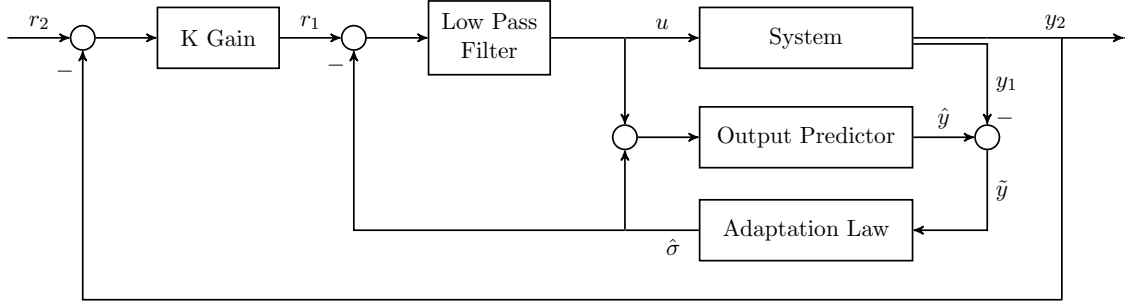 r₂
K Gain
r₁
Low Pass
Filter
u
System
y₂
−
−
y₁
Output Predictor
ŷ
−
ỹ
Adaptation Law
σ̂